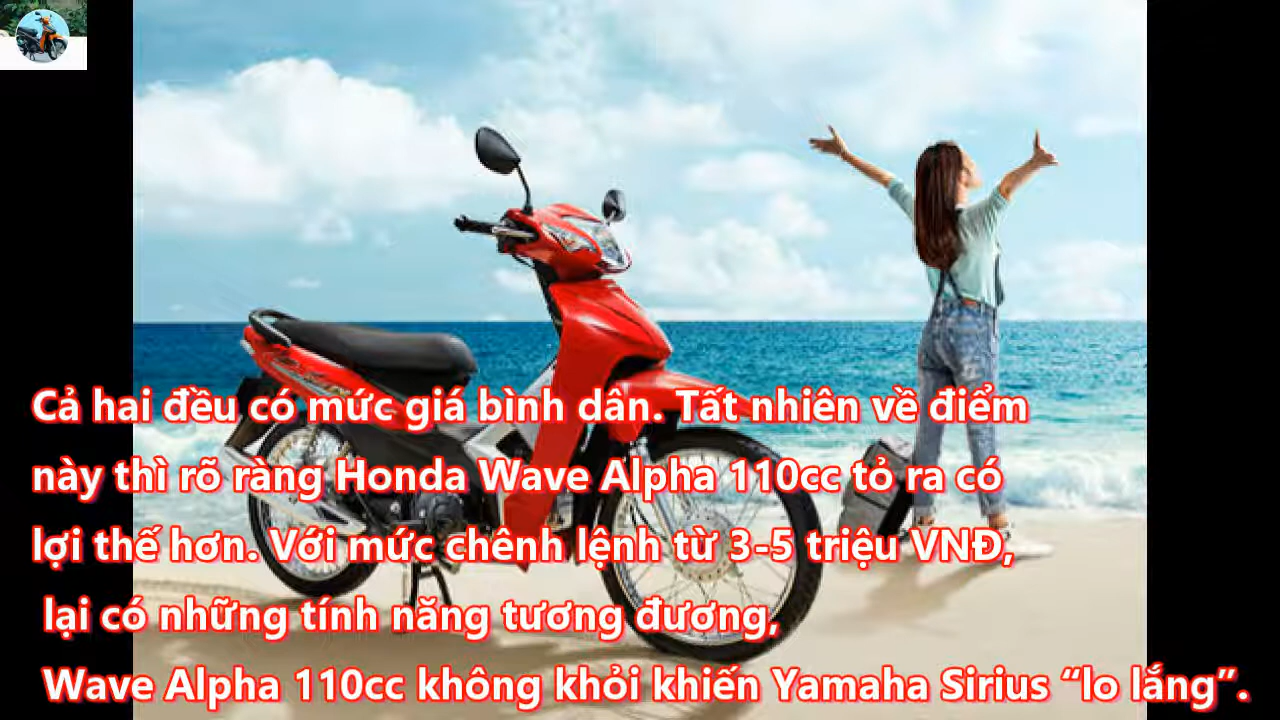 Cả hai đều có mức giá bình dân. Tất nhiên về điểm
này thì rõ ràng Honda Wave Alpha 110cc tỏ ra có
lợi thế hơn. Với mức chênh lệnh từ 3-5 triệu VNĐ,
lại có những tính năng tương đương,
Wave Alpha 110cc không khỏi khiến Yamaha Sirius “lo lắng”.